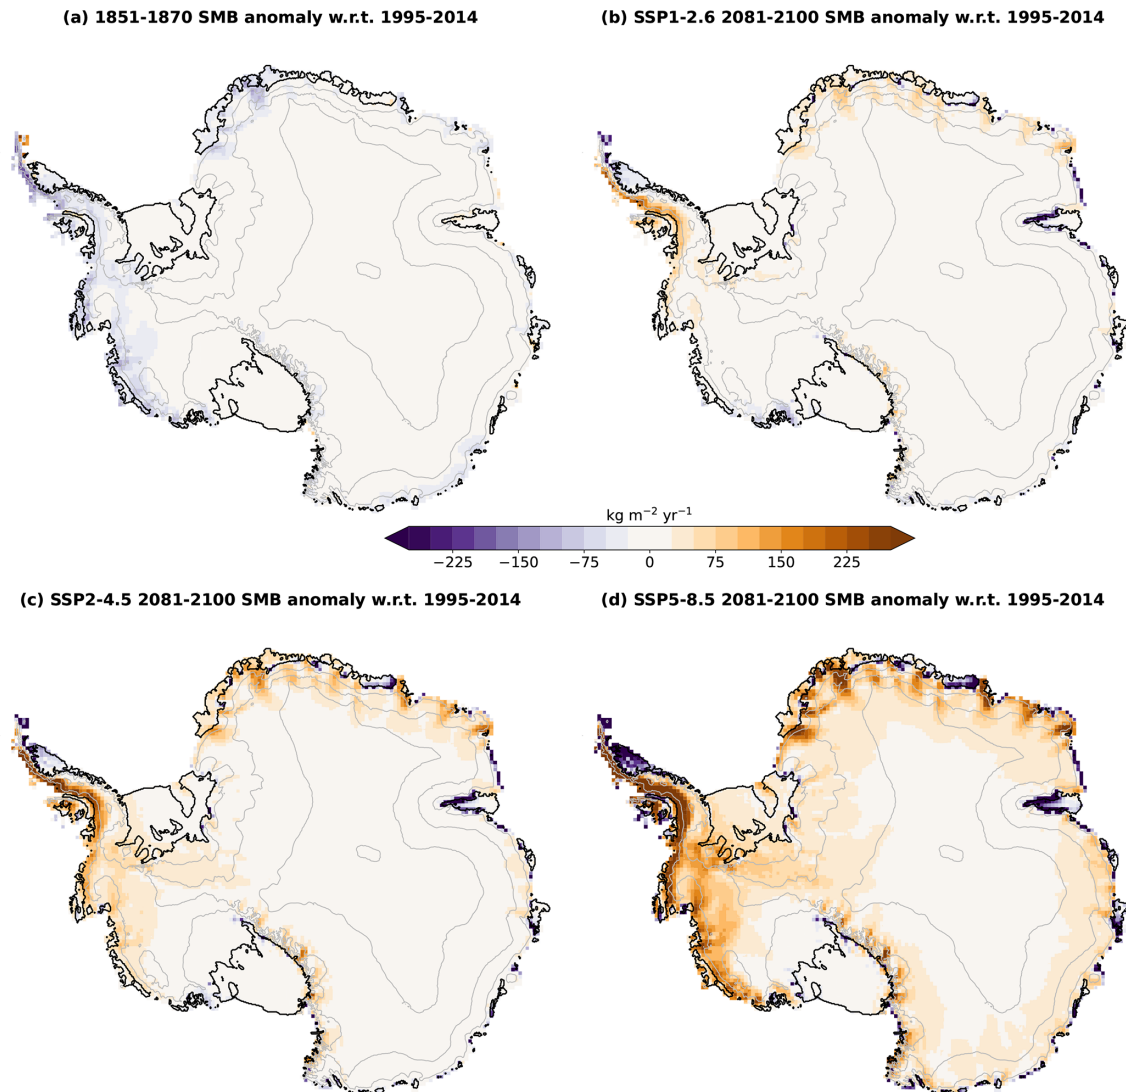 (a) 1851-1870 SMB anomaly w.r.t. 1995-2014
(b) SSP1-2.6 2081-2100 SMB anomaly w.r.t. 1995-2014
kg m⁻² yr⁻¹
−225 −150 −75 0 75 150 225
(c) SSP2-4.5 2081-2100 SMB anomaly w.r.t. 1995-2014
(d) SSP5-8.5 2081-2100 SMB anomaly w.r.t. 1995-2014